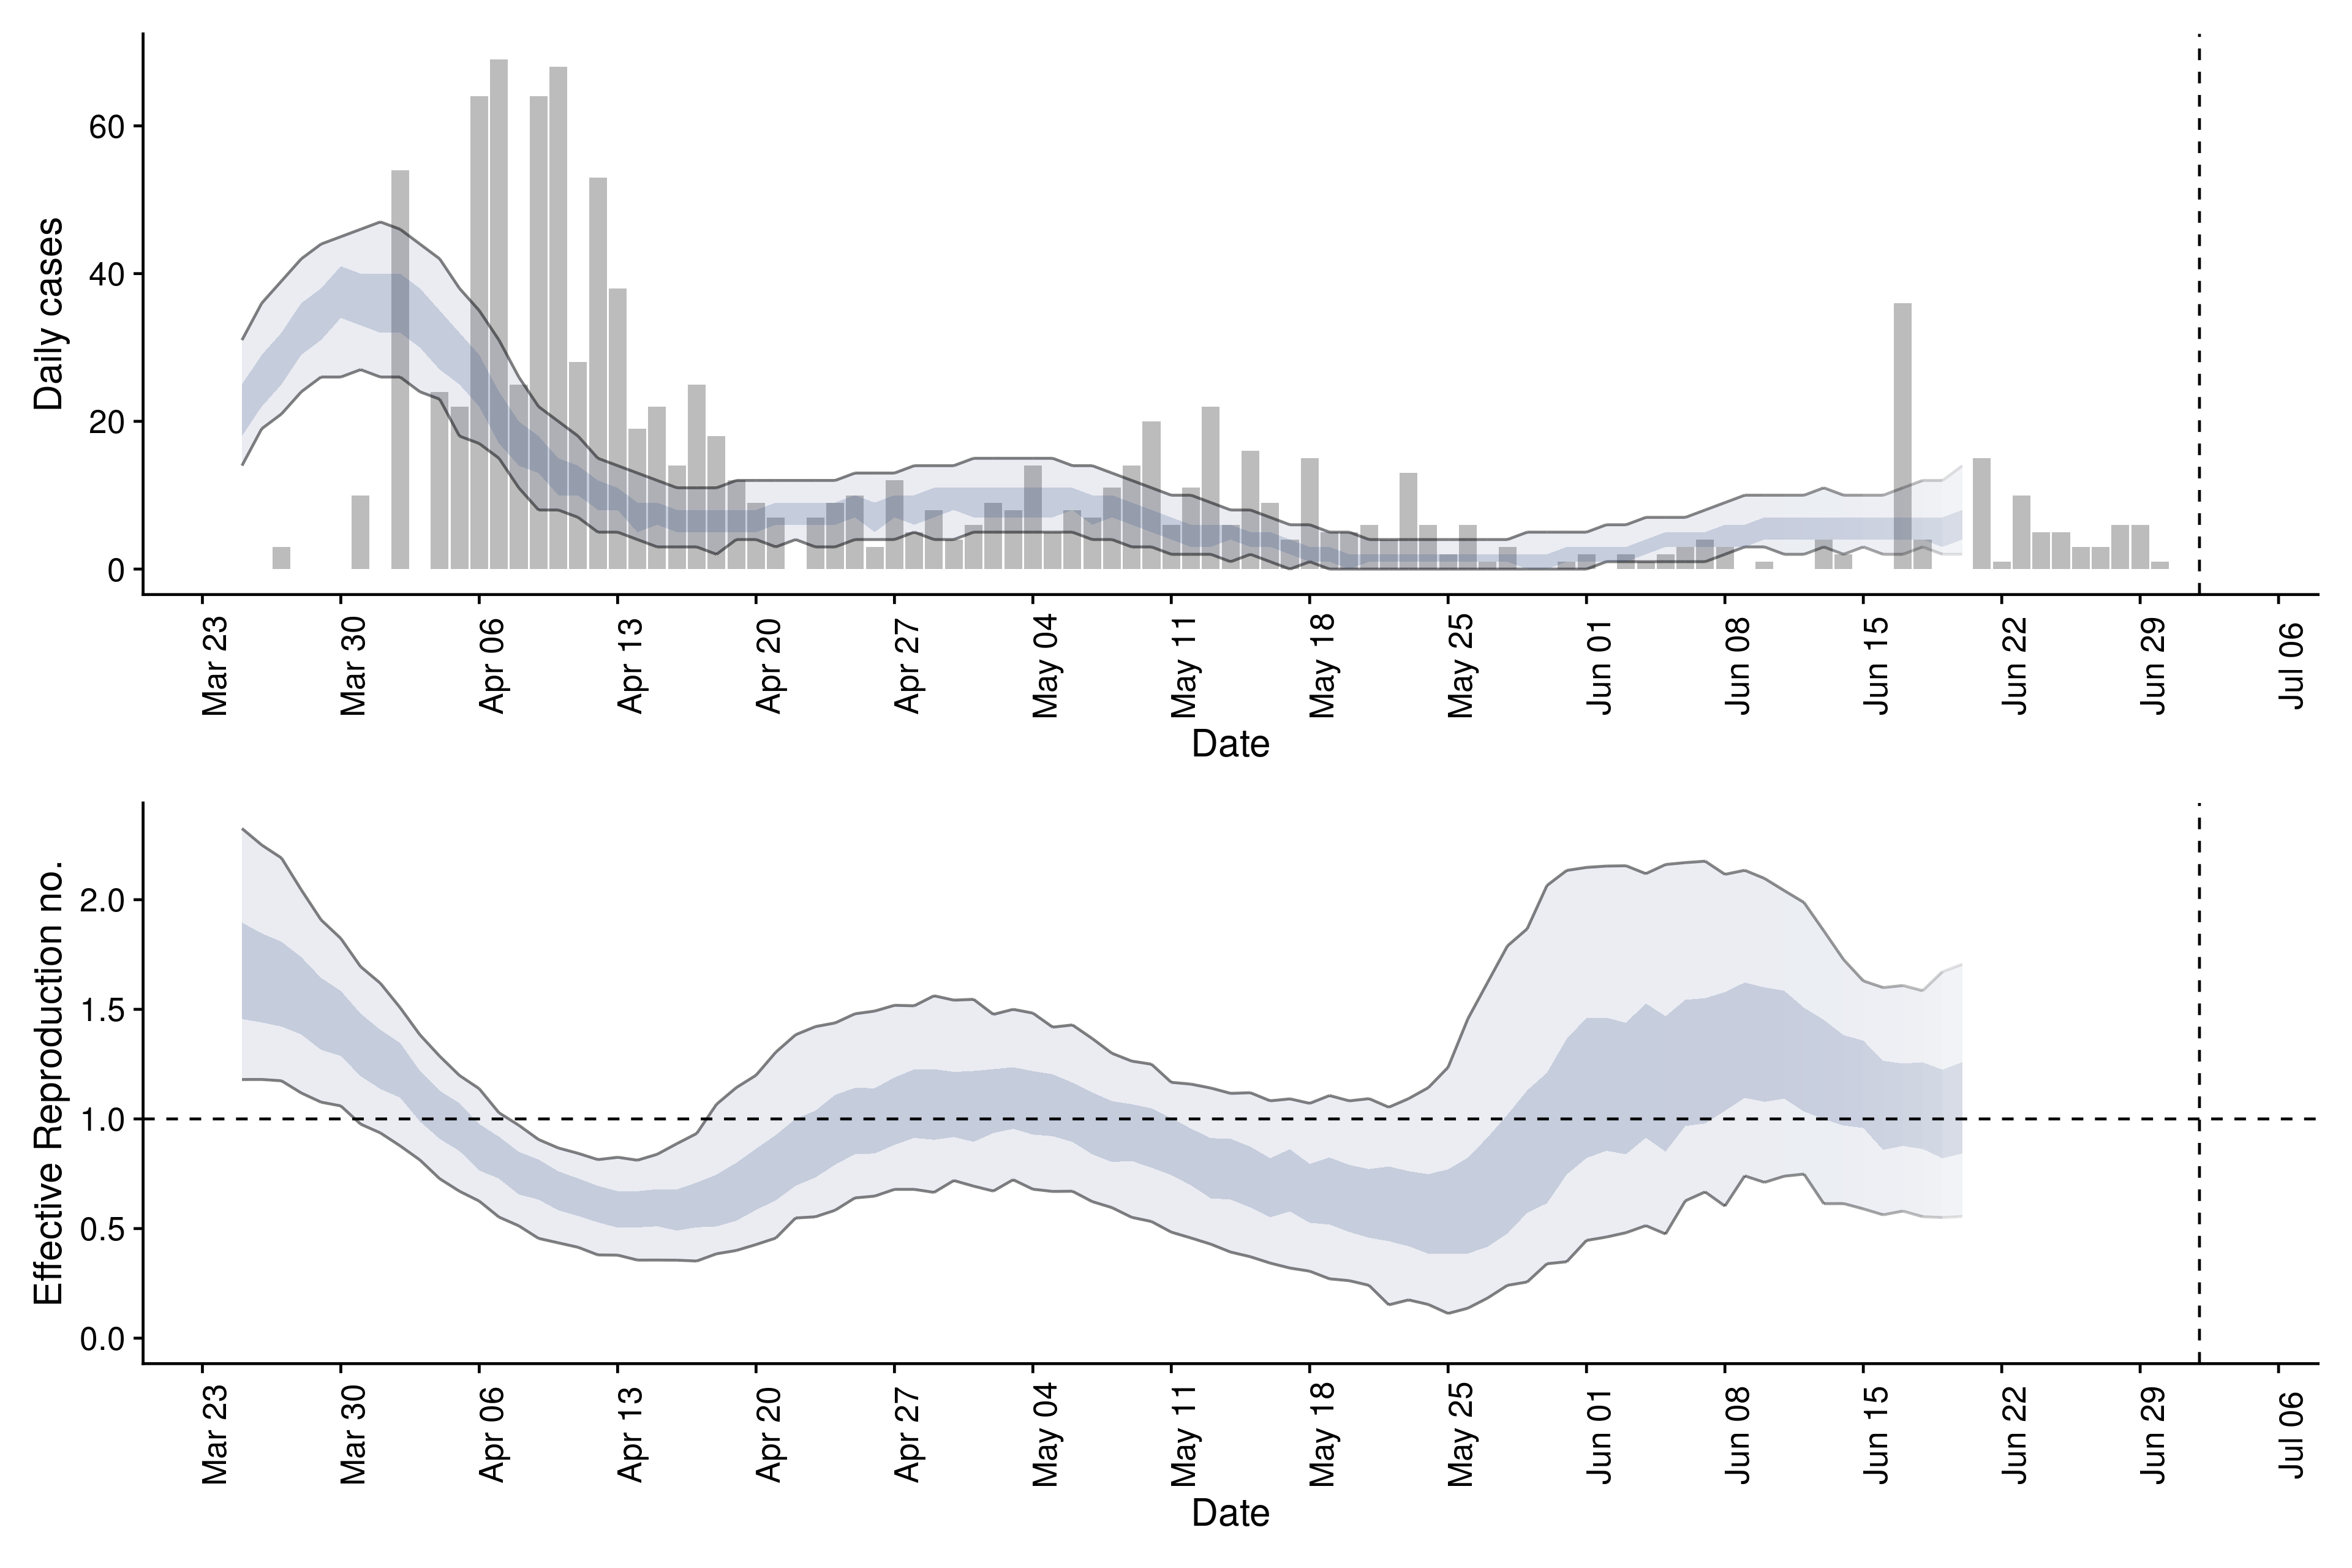 Daily cases
60
40
20
0
Mar 23
Mar 30
Apr 06
Apr 13
Apr 20
Apr 27
May 04
May 11
May 18
May 25
Jun 01
Jun 08
Jun 15
Jun 22
Jun 29
Jul 06
Date
Effective Reproduction no.
2.0
1.5
1.0
0.5
0.0
Mar 23
Mar 30
Apr 06
Apr 13
Apr 20
Apr 27
May 04
May 11
May 18
May 25
Jun 01
Jun 08
Jun 15
Jun 22
Jun 29
Jul 06
Date